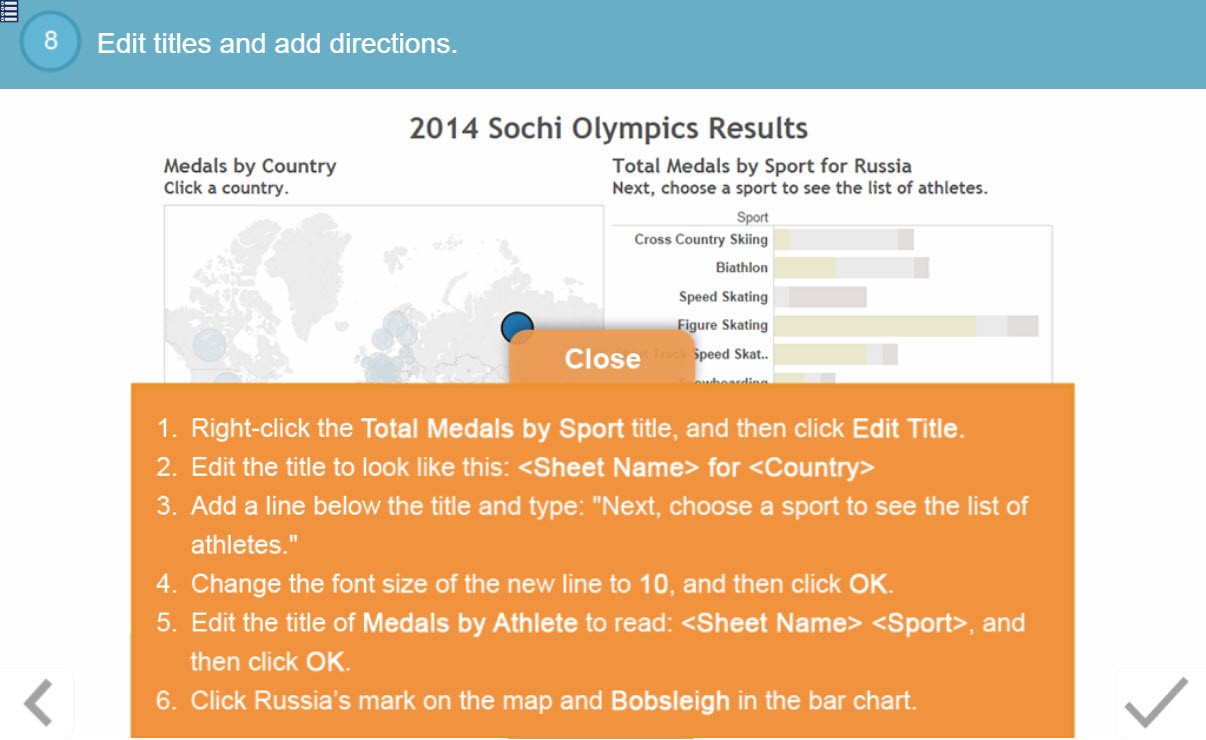 8
Edit titles and add directions.
2014 Sochi Olympics Results
Medals by Country
Click a country.
Total Medals by Sport for Russia
Next, choose a sport to see the list of athletes.
Sport
Cross Country Skiing
Biathlon
Speed Skating
Figure Skating
Track Speed Skat..
Snowboarding
Close
1. Right-click the Total Medals by Sport title, and then click Edit Title.
2. Edit the title to look like this: <Sheet Name> for <Country>
3. Add a line below the title and type: "Next, choose a sport to see the list of
athletes."
4. Change the font size of the new line to 10, and then click OK.
5. Edit the title of Medals by Athlete to read: <Sheet Name> <Sport>, and
then click OK.
6. Click Russia’s mark on the map and Bobsleigh in the bar chart.